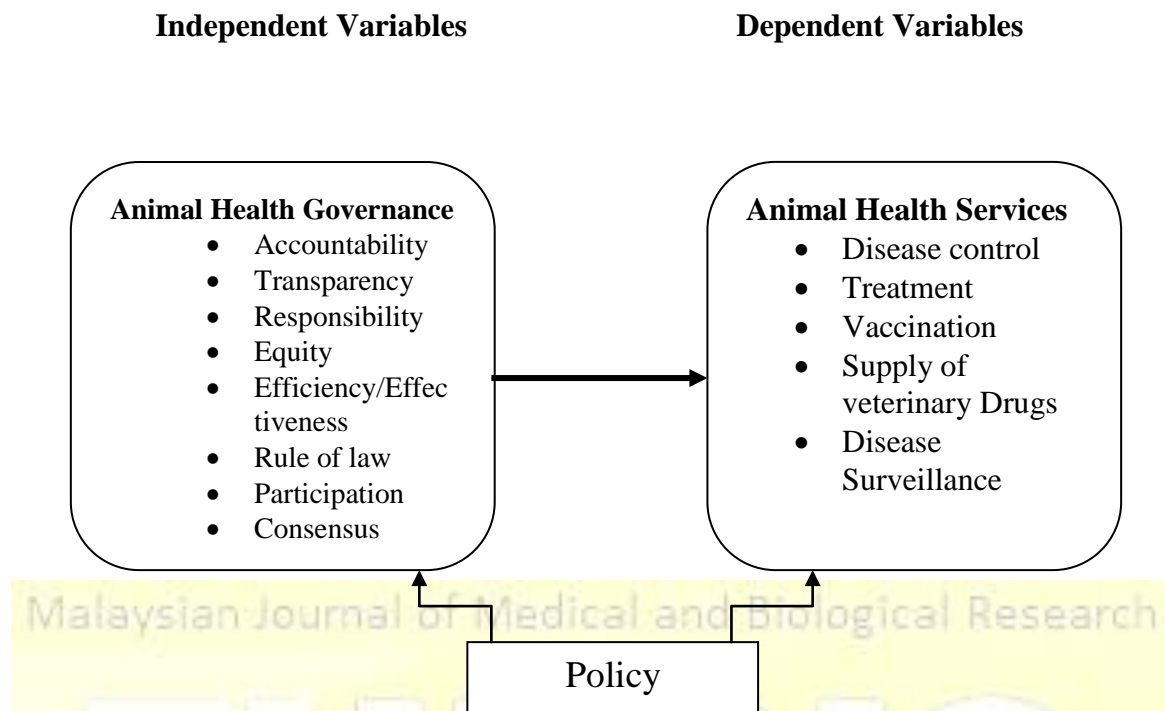 Independent Variables
Dependent Variables
Animal Health Governance
• Accountability
• Transparency
• Responsibility
• Equity
• Efficiency/Effec
tiveness
• Rule of law
• Participation
• Consensus
Animal Health Services
• Disease control
• Treatment
• Vaccination
• Supply of
veterinary Drugs
• Disease
Surveillance
Malaysian Journal of Medical and Biological Research
Policy